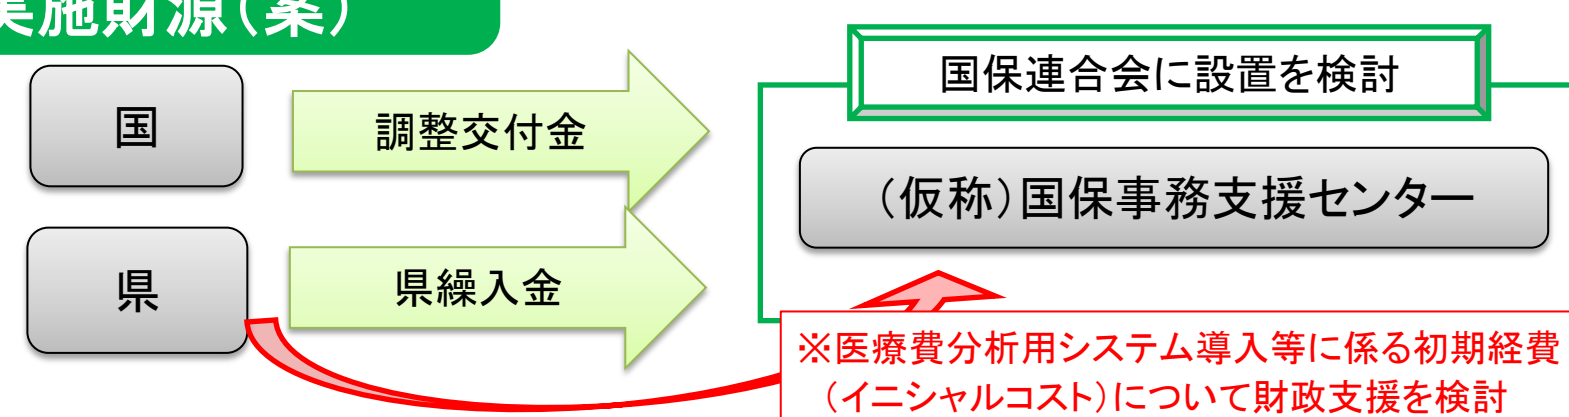 実施財源（案）
国保連合会に設置を検討
国
調整交付金
（仮称）国保事務支援センター
県
県繰入金
※医療費分析用システム導入等に係る初期経費
（イニシャルコスト）について財政支援を検討